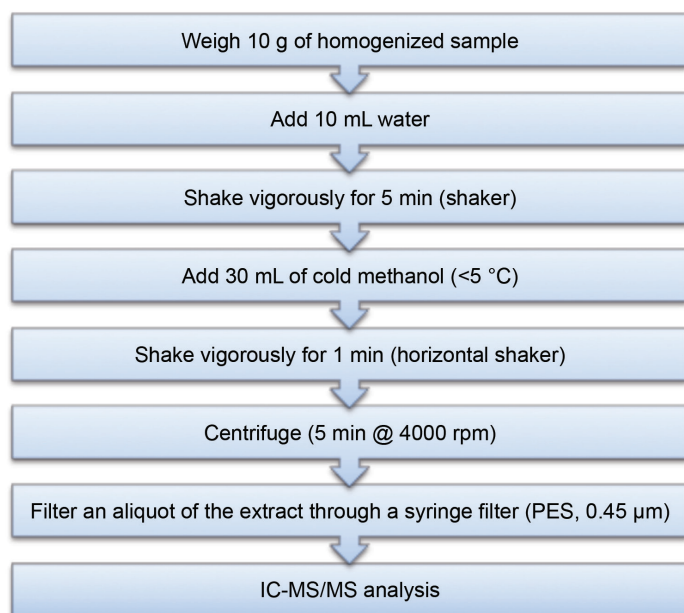 Weigh 10 g of homogenized sample
Add 10 mL water
Shake vigorously for 5 min (shaker)
Add 30 mL of cold methanol (<5 °C)
Shake vigorously for 1 min (horizontal shaker)
Centrifuge (5 min @ 4000 rpm)
Filter an aliquot of the extract through a syringe filter (PES, 0.45 µm)
IC-MS/MS analysis